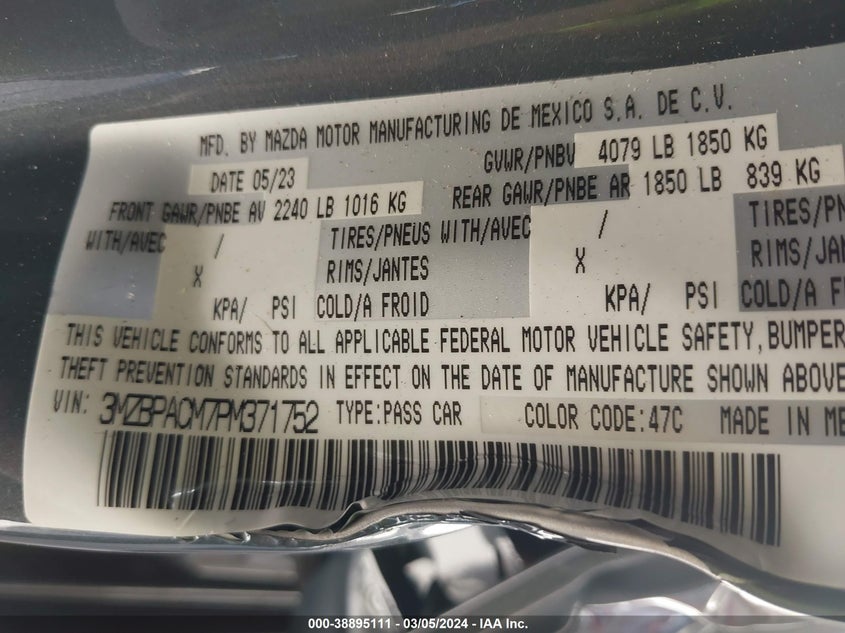 MFD. BY MAZDA MOTOR MANUFACTURING DE MEXICO S.A. DE C.V.
DATE 05/23 GVWR/PNBV 4079 LB 1850 KG
FRONT GAWR/PNBE AV 2240 LB 1016 KG REAR GAWR/PNBE AR 1850 LB 839 KG
WITH/AVEC / TIRES/PNEUS WITH/AVEC / TIRES/PN
X RIMS/JANTES X RIMS/JAN
KPA/ PSI COLD/A FROID KPA/ PSI COLD/A F
THIS VEHICLE CONFORMS TO ALL APPLICABLE FEDERAL MOTOR VEHICLE SAFETY, BUMPER
THEFT PREVENTION STANDARDS IN EFFECT ON THE DATE OF MANUFACTURE SHOWN ABOVE
VIN: 3MZBPACM7PM371752 TYPE:PASS CAR COLOR CODE:47C MADE IN ME
000-38895111 - 03/05/2024 - IAA Inc.